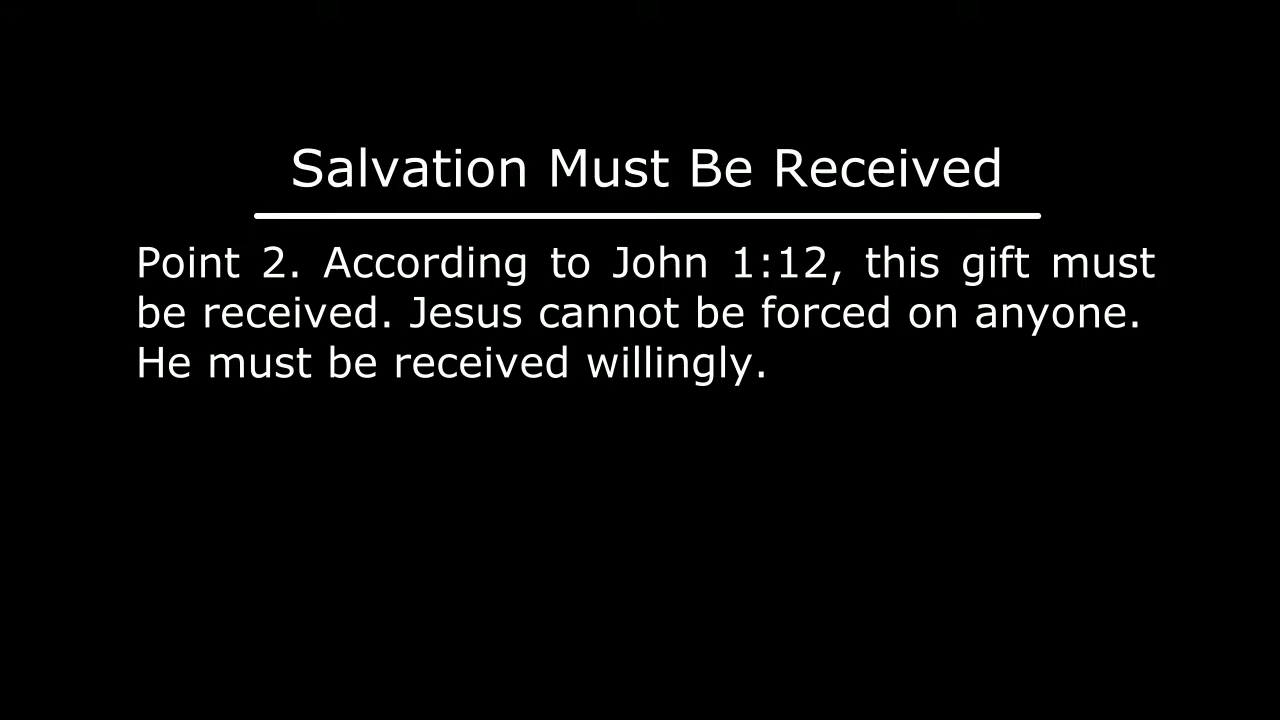 Salvation Must Be Received
Point 2. According to John 1:12, this gift must
be received. Jesus cannot be forced on anyone.
He must be received willingly.